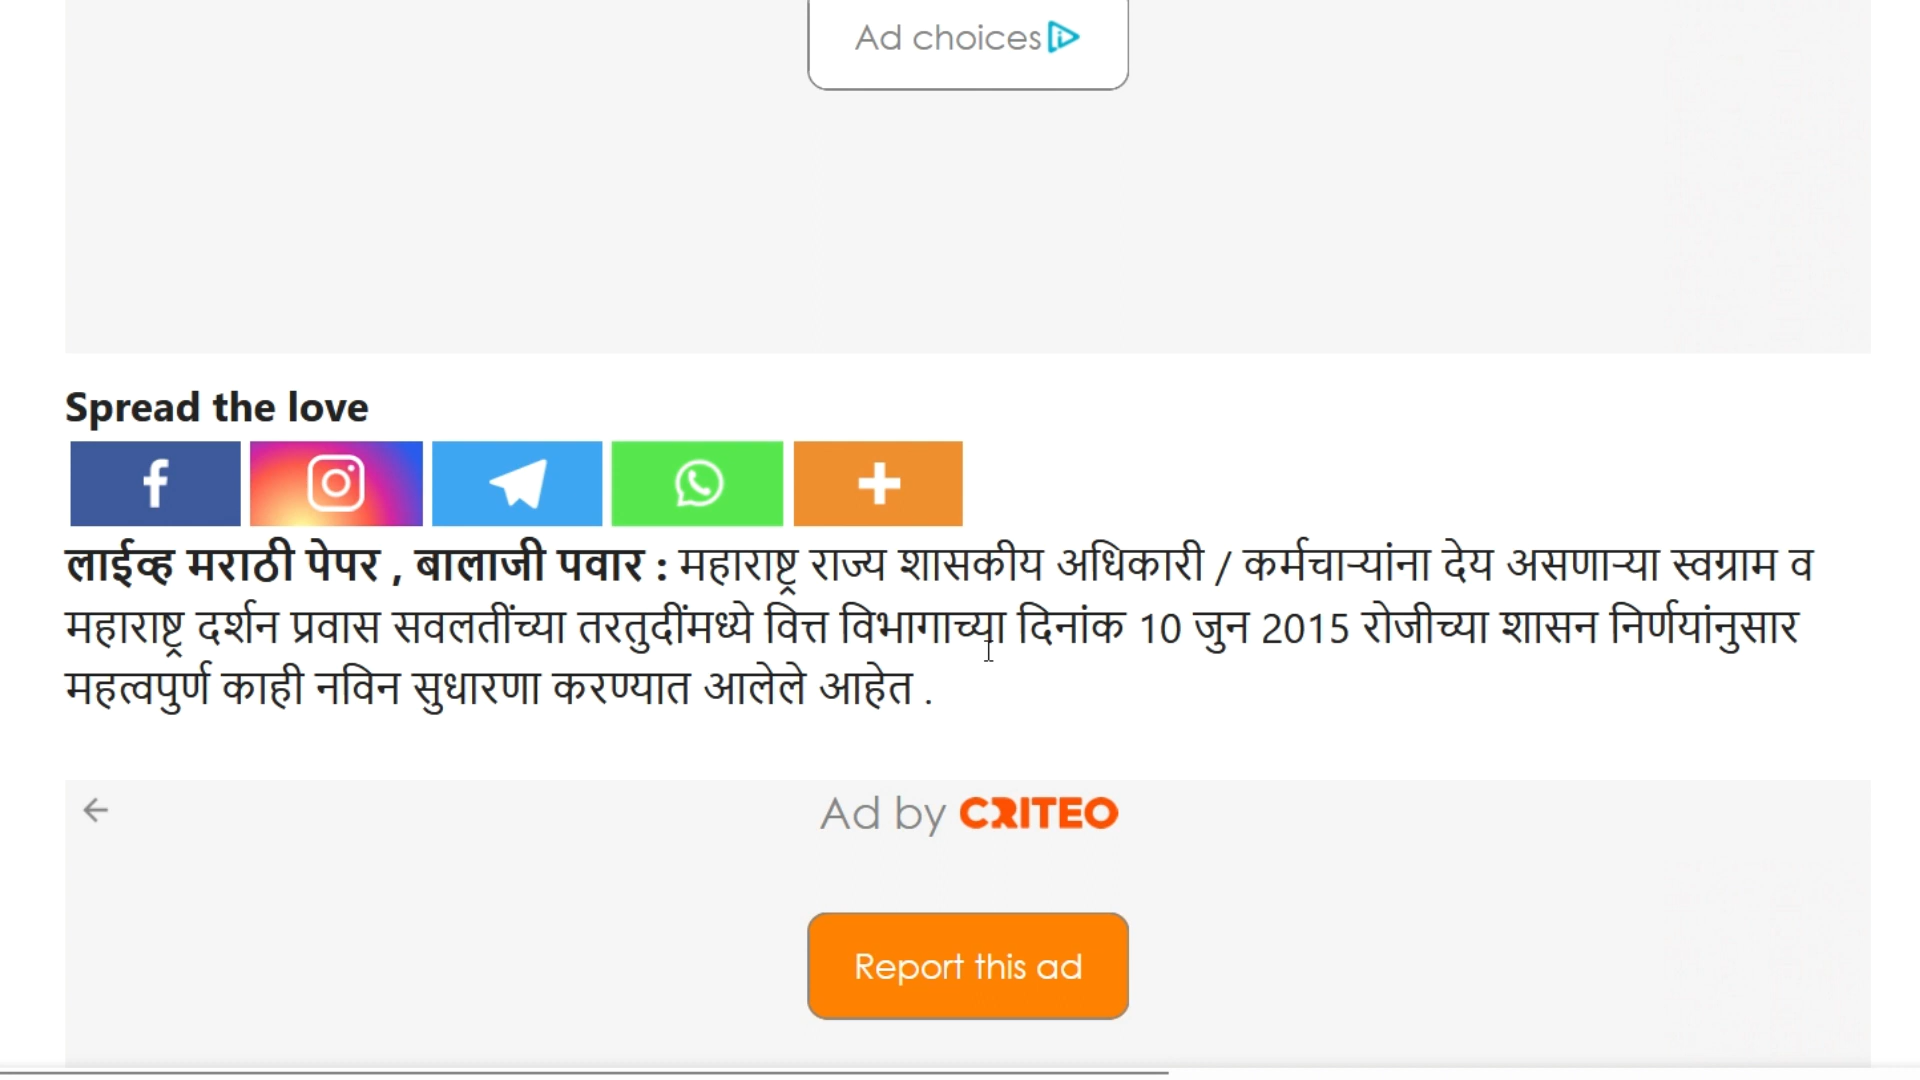 Ad choices
Spread the love
लाईव्ह मराठी पेपर , बालाजी पवार : महाराष्ट्र राज्य शासकीय अधिकारी / कर्मचाऱ्यांना देय असणाऱ्या स्वग्राम व
महाराष्ट्र दर्शन प्रवास सवलतींच्या तरतुदींमध्ये वित्त विभागाच्या दिनांक 10 जुन 2015 रोजीच्या शासन निर्णयांनुसार
महत्वपुर्ण काही नविन सुधारणा करण्यात आलेले आहेत .
Ad by CRITEO
Report this ad